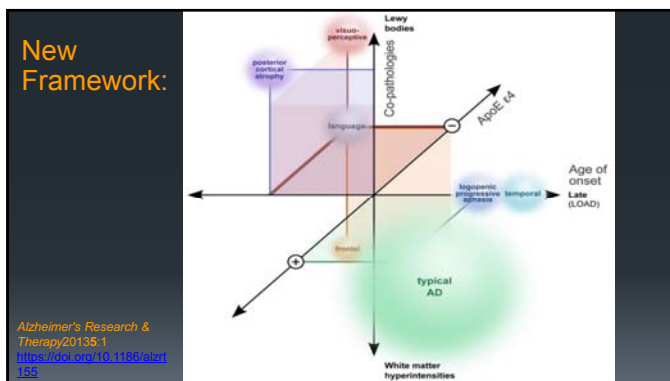 New
Framework:
Lewy
bodies
visuo-
perceptive
posterior
cortical
atrophy
Co-pathologies
ApoE ε4
language
−
Age of
onset
logopenic
progressive
aphasia
temporal
Late
(LOAD)
frontal
+
typical
AD
White matter
hyperintensities
Alzheimer's Research &
Therapy20135:1
https://doi.org/10.1186/alzrt
155